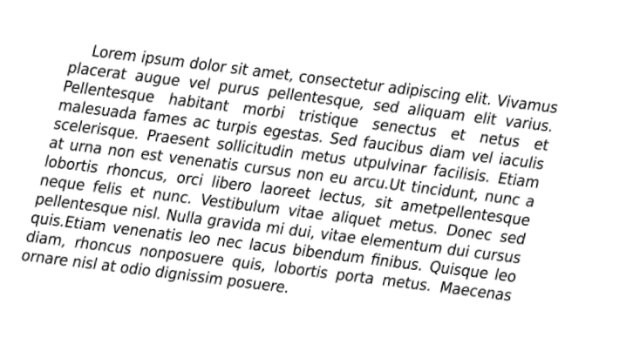 Lorem ipsum dolor sit amet, consectetur adipiscing elit. Vivamus
placerat augue vel purus pellentesque, sed aliquam elit varius.
Pellentesque habitant morbi tristique senectus et netus et
malesuada fames ac turpis egestas. Sed faucibus diam vel iaculis
scelerisque. Praesent sollicitudin metus utpulvinar facilisis. Etiam
at urna non est venenatis cursus non eu arcu.Ut tincidunt, nunc a
lobortis rhoncus, orci libero laoreet lectus, sit ametpellentesque
neque felis et nunc. Vestibulum vitae aliquet metus. Donec sed
pellentesque nisl. Nulla gravida mi dui, vitae elementum dui cursus
quis.Etiam venenatis leo nec lacus bibendum finibus. Quisque leo
diam, rhoncus nonposuere quis, lobortis porta metus. Maecenas
ornare nisl at odio dignissim posuere.